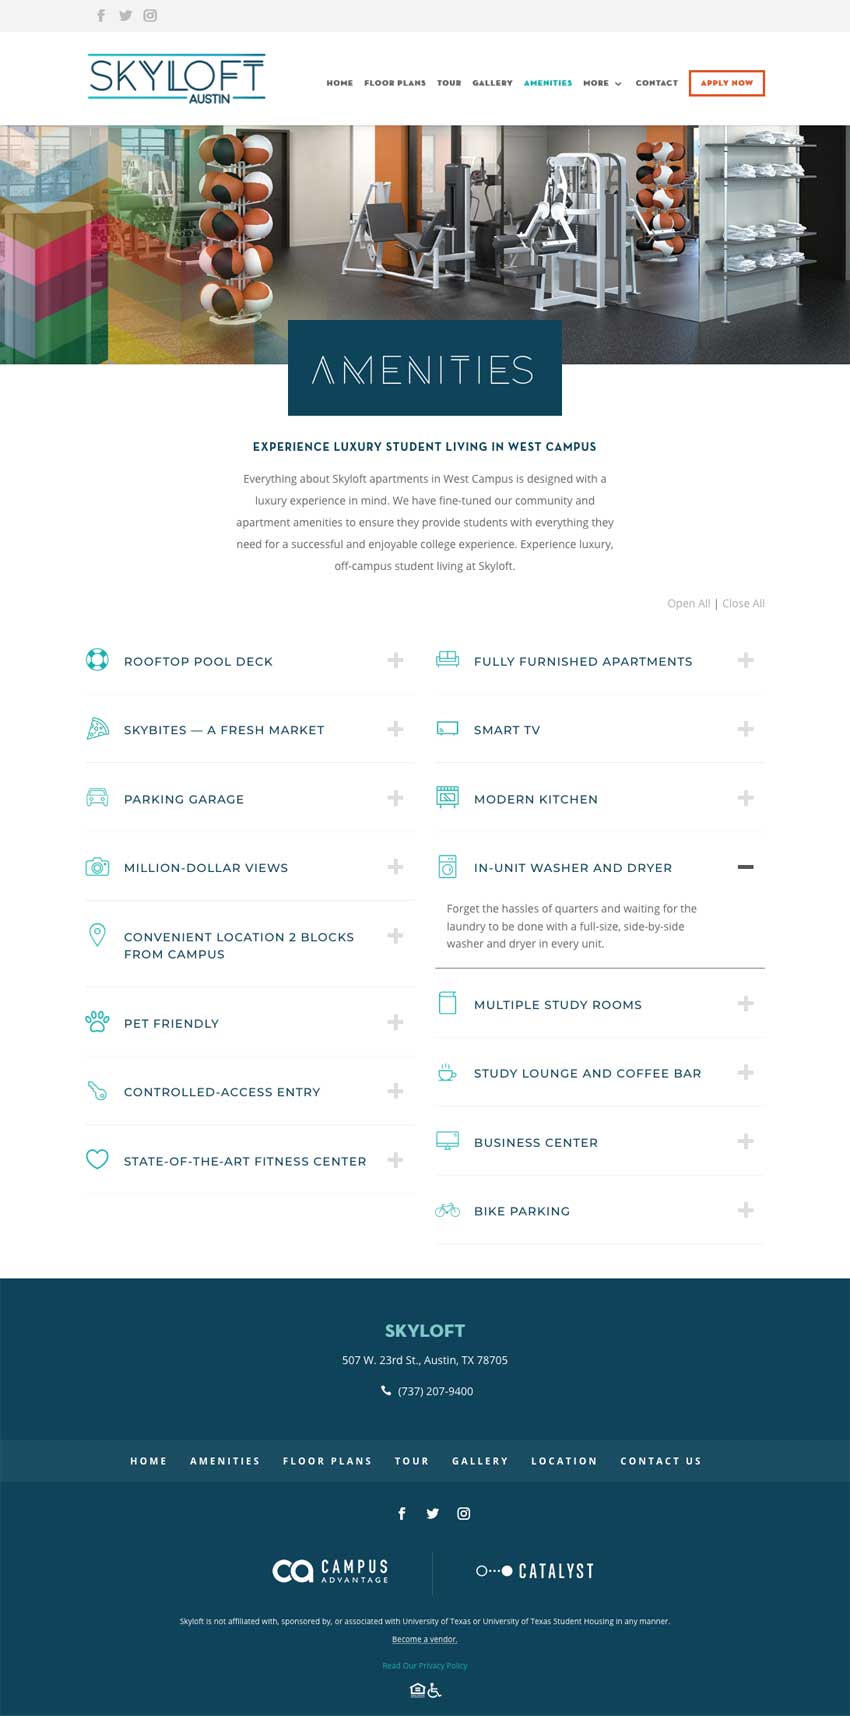 SKYLOFT
AUSTIN
HOME FLOOR PLANS TOUR GALLERY AMENITIES MORE CONTACT APPLY NOW
AMENITIES
EXPERIENCE LUXURY STUDENT LIVING IN WEST CAMPUS
Everything about Skyloft apartments in West Campus is designed with a
luxury experience in mind. We have fine-tuned our community and
apartment amenities to ensure they provide students with everything they
need for a successful and enjoyable college experience. Experience luxury,
off-campus student living at Skyloft.
Open All | Close All
ROOFTOP POOL DECK
SKYBITES — A FRESH MARKET
PARKING GARAGE
MILLION-DOLLAR VIEWS
CONVENIENT LOCATION 2 BLOCKS
FROM CAMPUS
PET FRIENDLY
CONTROLLED-ACCESS ENTRY
STATE-OF-THE-ART FITNESS CENTER
FULLY FURNISHED APARTMENTS
SMART TV
MODERN KITCHEN
IN-UNIT WASHER AND DRYER
Forget the hassles of quarters and waiting for the
laundry to be done with a full-size, side-by-side
washer and dryer in every unit.
MULTIPLE STUDY ROOMS
STUDY LOUNGE AND COFFEE BAR
BUSINESS CENTER
BIKE PARKING
SKYLOFT
507 W. 23rd St., Austin, TX 78705
(737) 207-9400
HOME AMENITIES FLOOR PLANS TOUR GALLERY LOCATION CONTACT US
ca CAMPUS
ADVANTAGE
CATALYST
Skyloft is not affiliated with, sponsored by, or associated with University of Texas or University of Texas Student Housing in any manner.
Become a vendor.
Read Our Privacy Policy